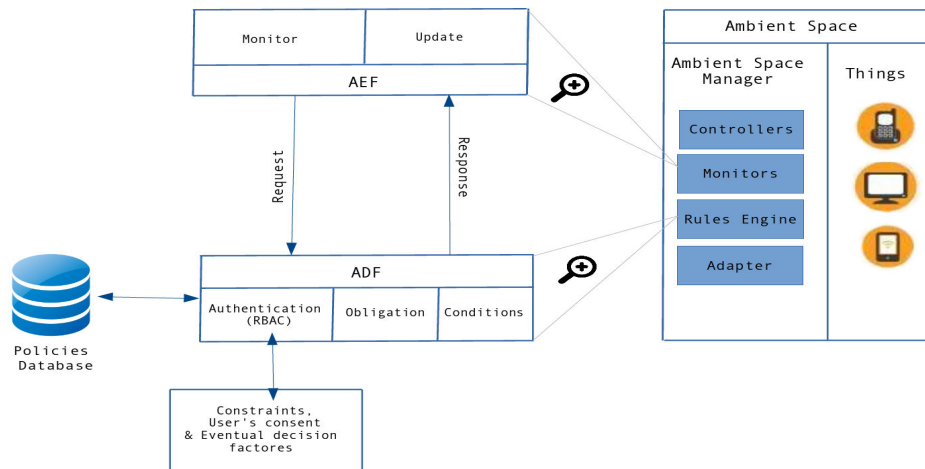 Monitor
Update
AEF
Request
Response
ADF
Authentication
(RBAC)
Obligation
Conditions
Policies
Database
Constraints,
User's consent
& Eventual decision
factores
Ambient Space
Ambient Space
Manager
Things
Controllers
Monitors
Rules Engine
Adapter